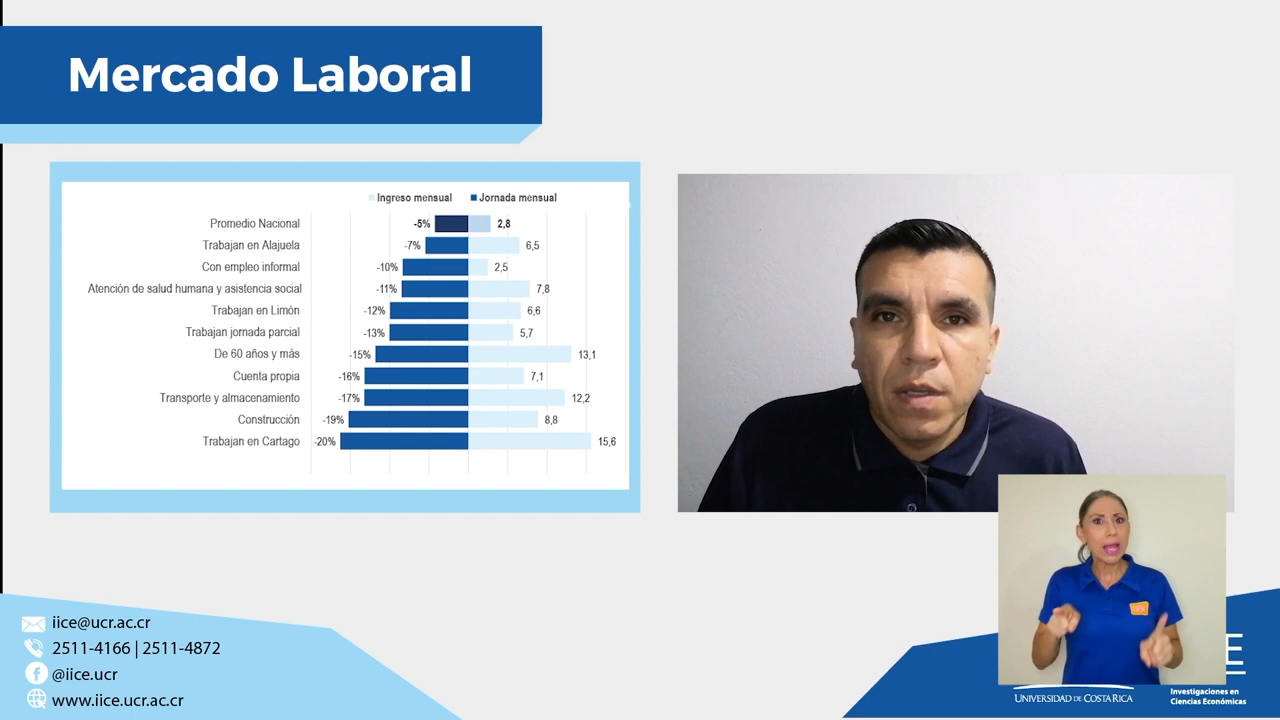 Mercado Laboral
Ingreso mensual Jornada mensual
Promedio Nacional -5% 2,8
Trabajan en Alajuela -7% 6,5
Con empleo informal -10% 2,5
Atención de salud humana y asistencia social -11% 7,8
Trabajan en Limón -12% 6,6
Trabajan jornada parcial -13% 5,7
De 60 años y más -15% 13,1
Cuenta propia -16% 7,1
Transporte y almacenamiento -17% 12,2
Construcción -19% 8,8
Trabajan en Cartago -20% 15,6
iice@ucr.ac.cr
2511-4166 | 2511-4872
@iice.ucr
www.iice.ucr.ac.cr
E
UNIVERSIDAD DE COSTA RICA
Investigaciones en
Ciencias Económicas